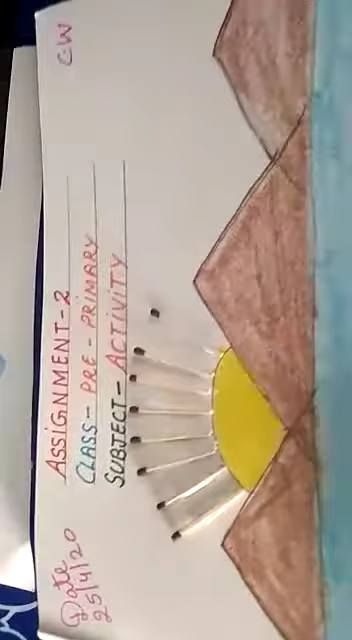 Date
25/4/20
CW
ASSIGNMENT-2
CLASS- PRE-PRIMARY
SUBJECT- ACTIVITY